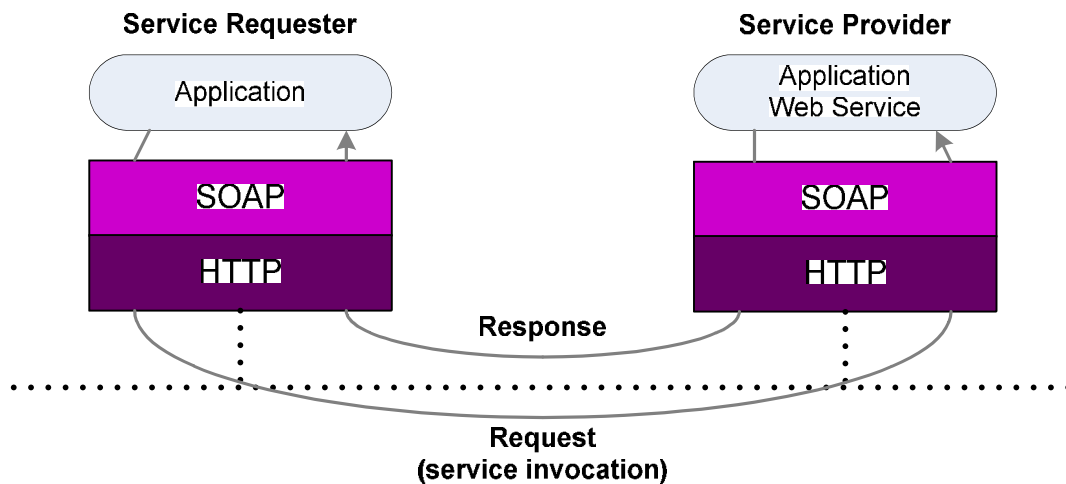 Service Requester
Service Provider
Application
Application
Web Service
SOAP
SOAP
HTTP
HTTP
Response
Request
(service invocation)